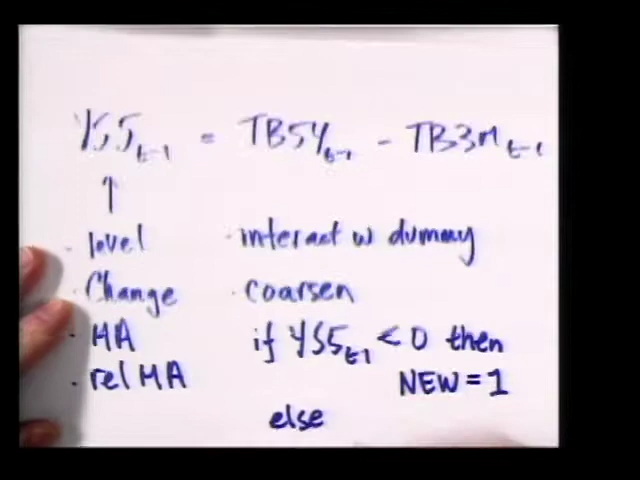 YS5t-1 = TB5Yt-1 - TB3Mt-1
↑
· level · interact w dummy
· Change · coarsen
· MA if YS5t-1 < 0 then
· rel MA NEW = 1
else